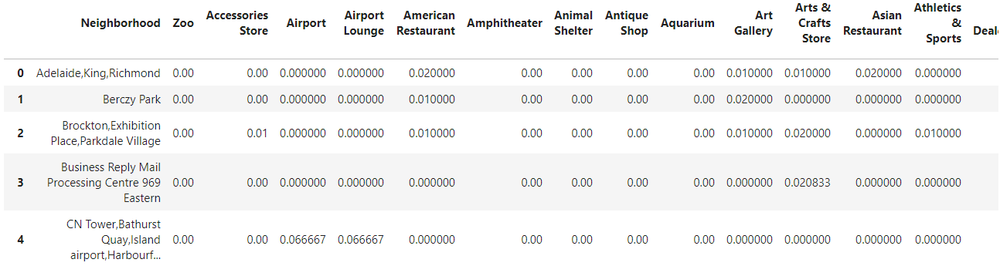 Neighborhood Zoo Accessories Store Airport Airport Lounge American Restaurant Amphitheater Animal Shelter Antique Shop Aquarium Art Gallery Arts & Crafts Store Asian Restaurant Athletics & Sports
0 Adelaide,King,Richmond 0.00 0.00 0.000000 0.000000 0.020000 0.00 0.00 0.00 0.00 0.010000 0.010000 0.020000 0.000000
1 Berczy Park 0.00 0.00 0.000000 0.000000 0.010000 0.00 0.00 0.00 0.00 0.020000 0.000000 0.000000 0.000000
2 Brockton,Exhibition Place,Parkdale Village 0.00 0.01 0.000000 0.000000 0.010000 0.00 0.00 0.00 0.00 0.010000 0.020000 0.000000 0.010000
3 Business Reply Mail Processing Centre 969 Eastern 0.00 0.00 0.000000 0.000000 0.000000 0.00 0.00 0.00 0.00 0.000000 0.020833 0.000000 0.000000
4 CN Tower,Bathurst Quay,Island airport,Harbourf... 0.00 0.00 0.066667 0.066667 0.000000 0.00 0.00 0.00 0.00 0.000000 0.000000 0.000000 0.000000